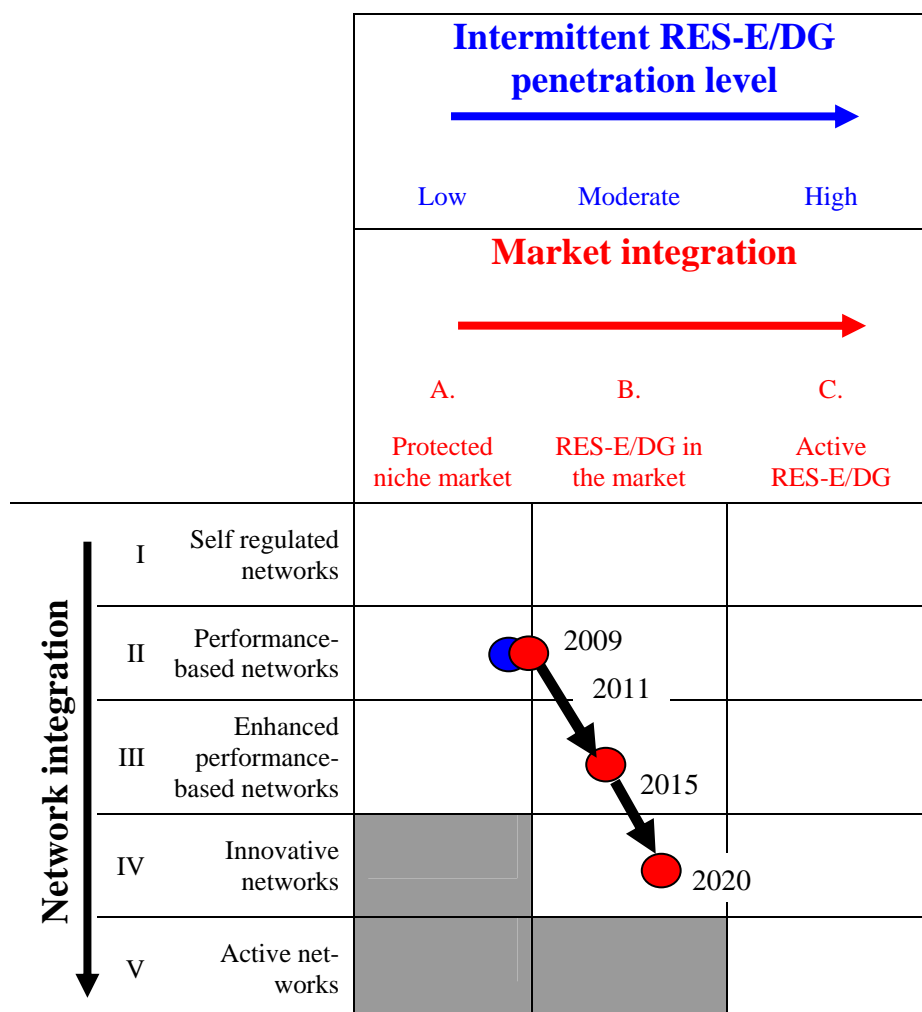 Intermittent RES-E/DG
penetration level
Low Moderate High
Market integration
A. B. C.
Protected
niche market
RES-E/DG in
the market
Active
RES-E/DG
Network integration
I Self regulated
networks
II Performance-
based networks
III Enhanced
performance-
based networks
IV Innovative
networks
V Active net-
works
2009
2011
2015
2020